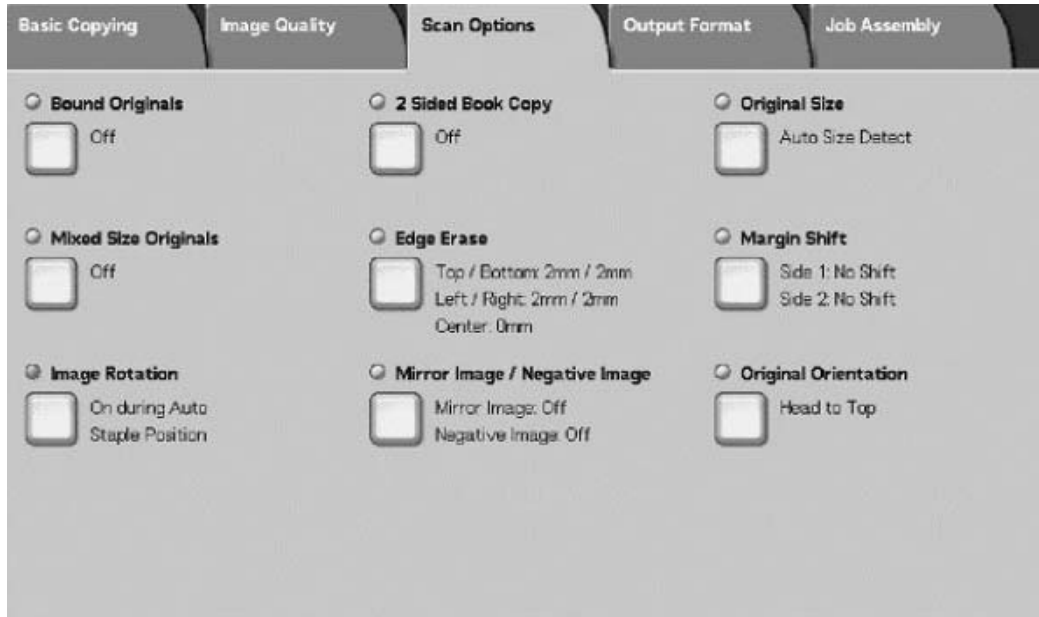 Basic Copying
Image Quality
Scan Options
Output Format
Job Assembly
Bound Originals
Off
2 Sided Book Copy
Off
Original Size
Auto Size Detect
Mixed Size Originals
Off
Edge Erase
Top / Bottom: 2mm / 2mm
Left / Right: 2mm / 2mm
Center: 0mm
Margin Shift
Side 1: No Shift
Side 2: No Shift
Image Rotation
On during Auto
Staple Position
Mirror Image / Negative Image
Mirror Image: Off
Negative Image: Off
Original Orientation
Head to Top